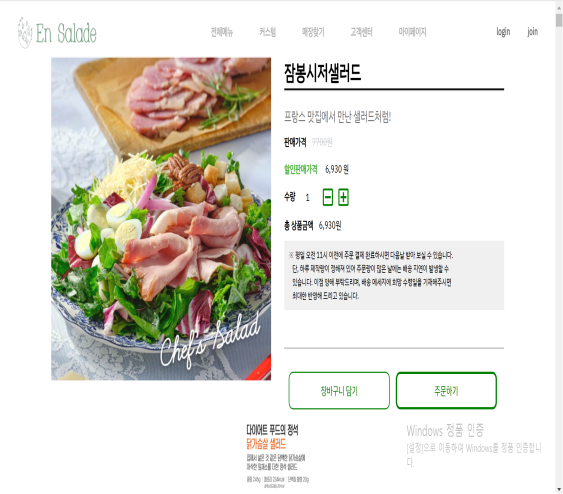 En Salade
전체메뉴 커스텀 매장찾기 고객센터 마이페이지 login join
잠봉시저샐러드
프랑스 맛집에서 만난 샐러드처럼!
판매가격 7700원
할인판매가격 6,930 원
수량 1
총 상품금액 6,930원
※ 평일 오전 11시 이전에 주문 결제 완료하시면 다음날 받아 보실 수 있습니다.
단, 하루 제작량이 정해져 있어 주문량이 많은 날에는 배송 지연이 발생할 수
있습니다. 이점 양해 부탁드리며, 배송 메세지에 희망 수령일을 기재해주시면
최대한 반영해 드리고 있습니다.
Chef's Salad
장바구니 담기 주문하기
다이어트 푸드의 정석
닭가슴살 샐러드
Windows 정품 인증
[설정]으로 이동하여 Windows를 정품 인증합니
다.